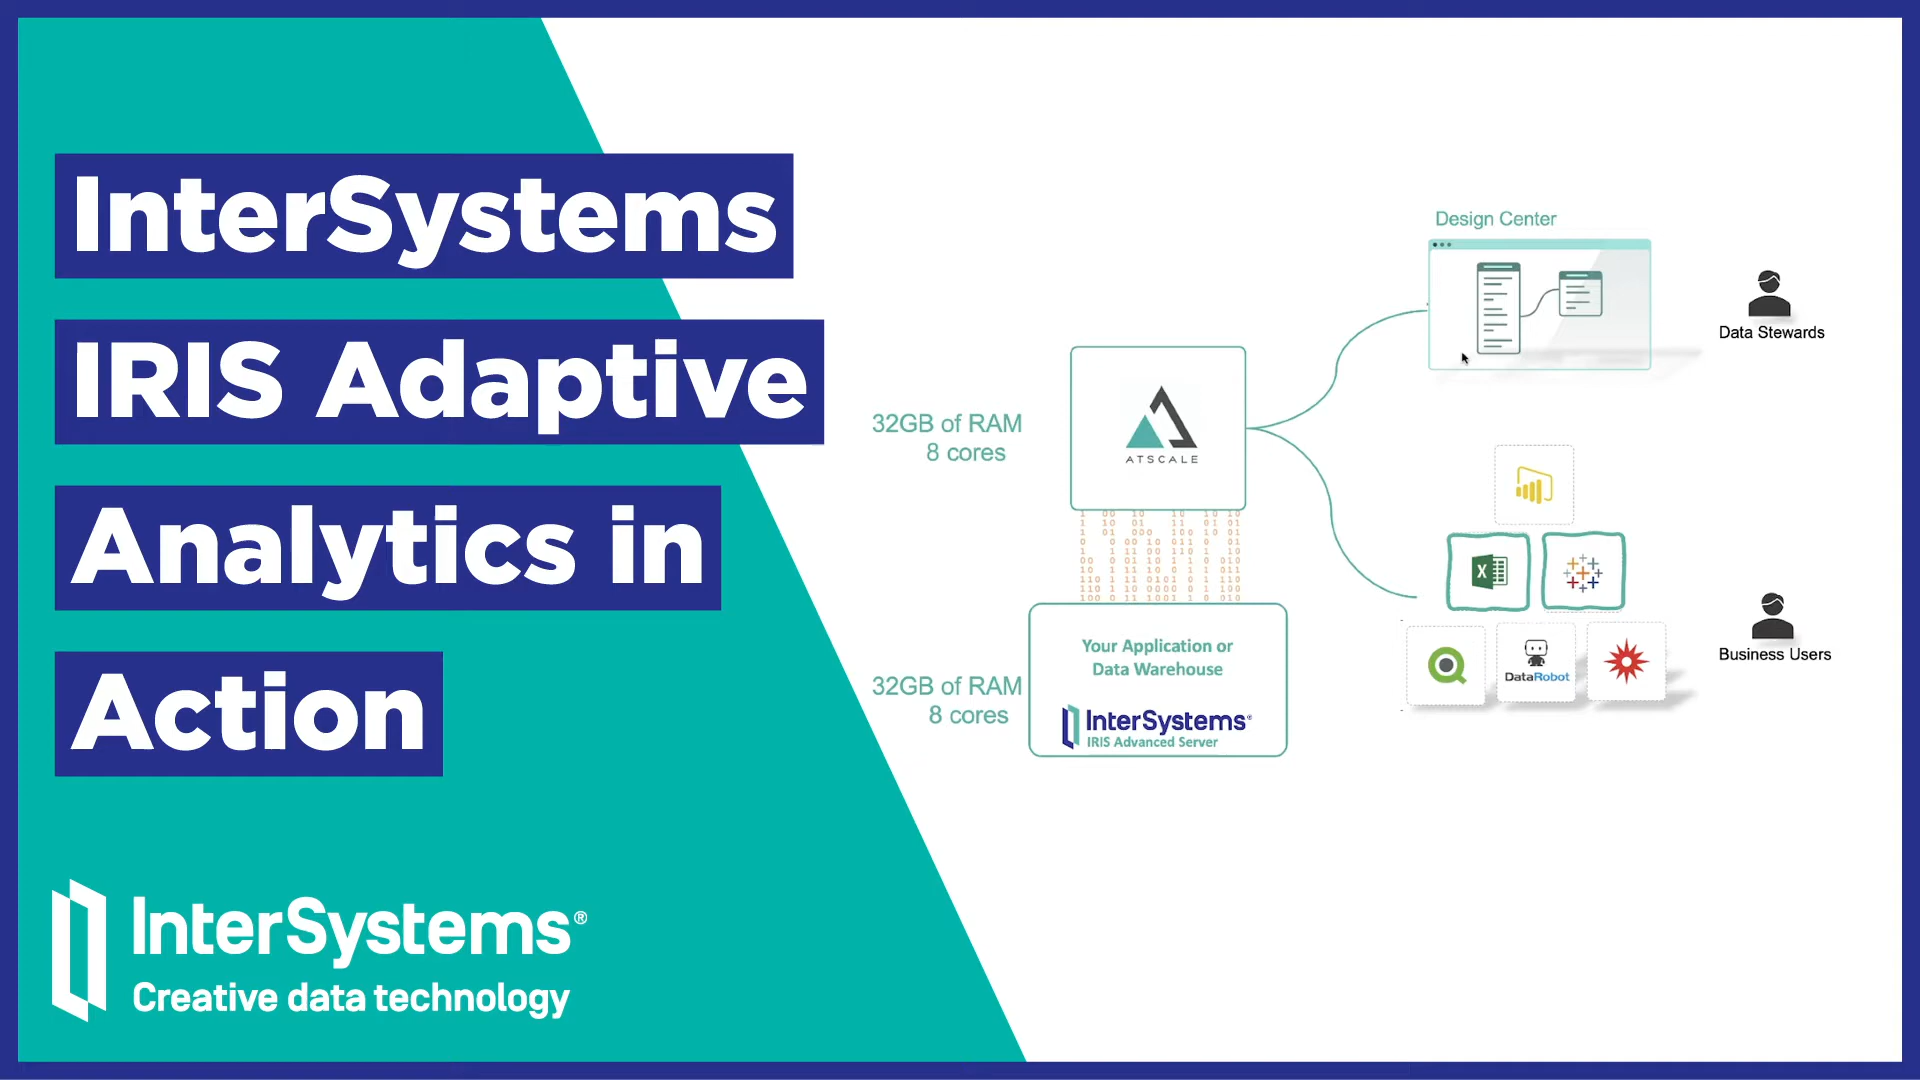 InterSystems
IRIS Adaptive
Analytics in
Action
InterSystems®
Creative data technology
Design Center
Data Stewards
32GB of RAM
8 cores
ATSCALE
Your Application or
Data Warehouse
32GB of RAM
8 cores
InterSystems®
IRIS Advanced Server
X
DataRobot
Business Users